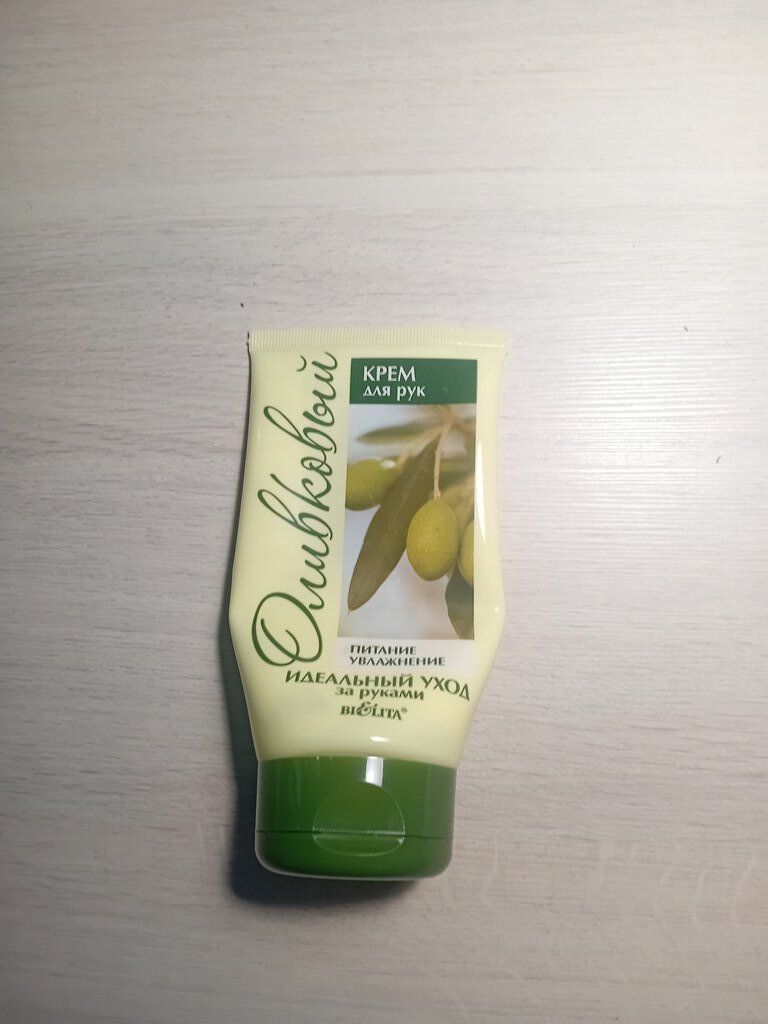 Оливковый
КРЕМ
для рук
ПИТАНИЕ
УВЛАЖНЕНИЕ
ИДЕАЛЬНЫЙ УХОД
за руками
BIELITA®